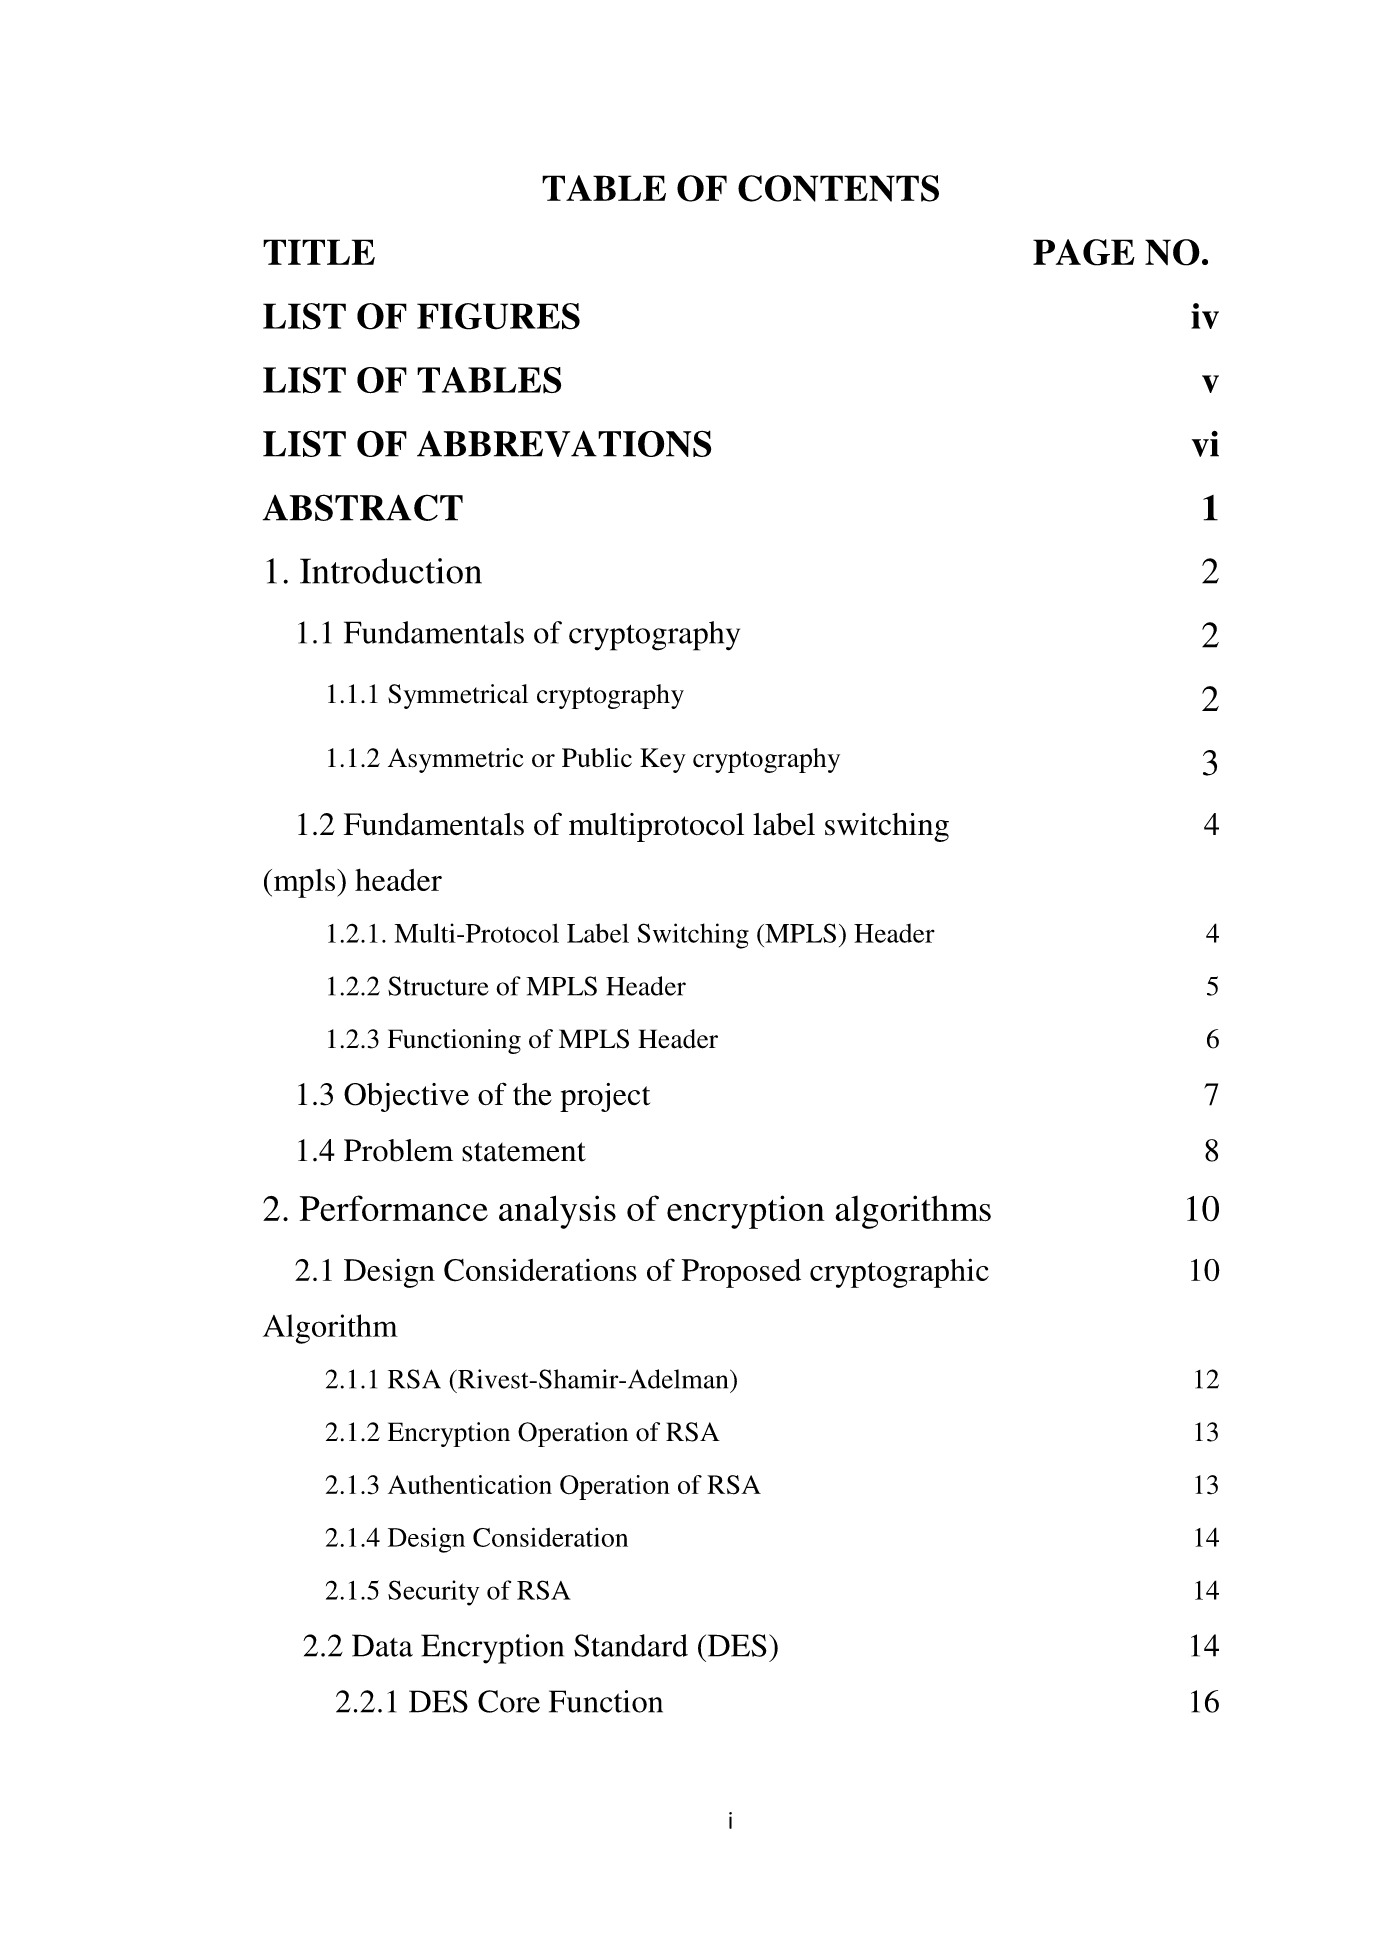 TABLE OF CONTENTS
TITLE PAGE NO.
LIST OF FIGURES iv
LIST OF TABLES v
LIST OF ABBREVATIONS vi
ABSTRACT 1
1. Introduction 2
1.1 Fundamentals of cryptography 2
1.1.1 Symmetrical cryptography 2
1.1.2 Asymmetric or Public Key cryptography 3
1.2 Fundamentals of multiprotocol label switching 4
(mpls) header
1.2.1. Multi-Protocol Label Switching (MPLS) Header 4
1.2.2 Structure of MPLS Header 5
1.2.3 Functioning of MPLS Header 6
1.3 Objective of the project 7
1.4 Problem statement 8
2. Performance analysis of encryption algorithms 10
2.1 Design Considerations of Proposed cryptographic 10
Algorithm
2.1.1 RSA (Rivest-Shamir-Adelman) 12
2.1.2 Encryption Operation of RSA 13
2.1.3 Authentication Operation of RSA 13
2.1.4 Design Consideration 14
2.1.5 Security of RSA 14
2.2 Data Encryption Standard (DES) 14
2.2.1 DES Core Function 16
i